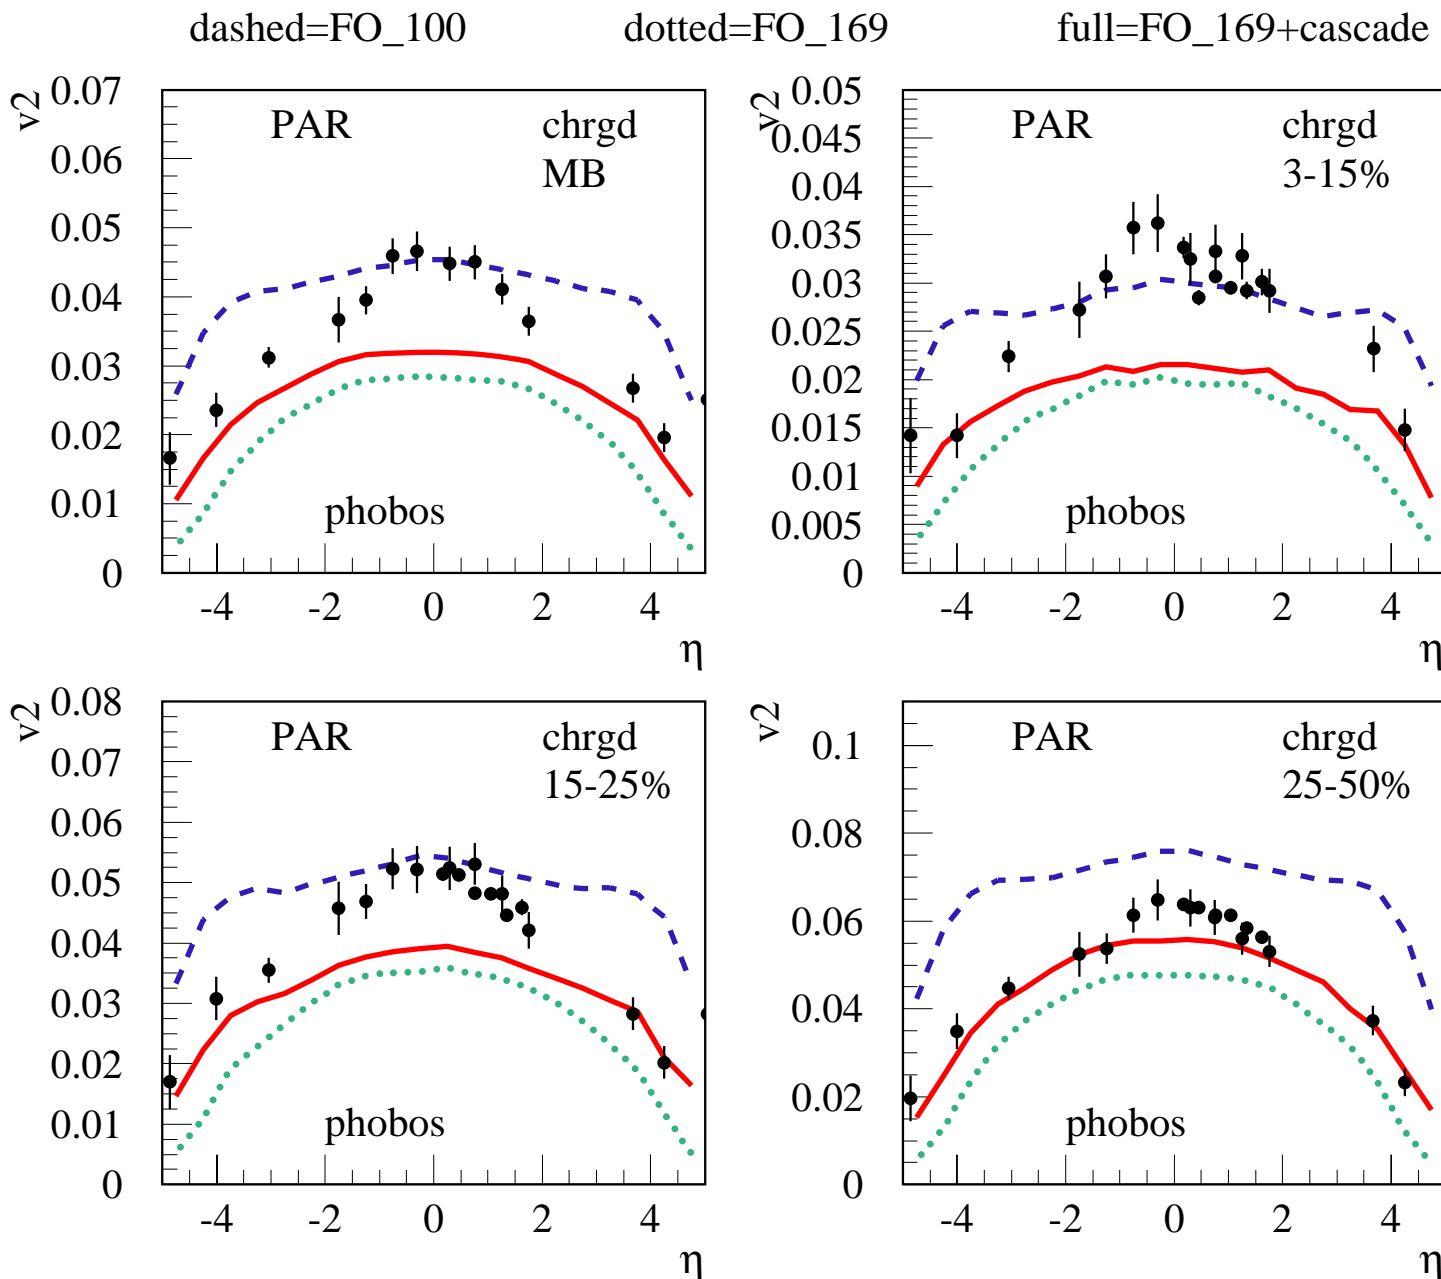 dashed=FO_100 dotted=FO_169 full=FO_169+cascade
v2
0.07
0.06
0.05
0.04
0.03
0.02
0.01
0
PAR
chrgd
MB
phobos
-4 -2 0 2 4
η
v2
0.05
0.045
0.04
0.035
0.03
0.025
0.02
0.015
0.01
0.005
0
PAR
chrgd
3-15%
phobos
-4 -2 0 2 4
η
v2
0.08
0.07
0.06
0.05
0.04
0.03
0.02
0.01
0
PAR
chrgd
15-25%
phobos
-4 -2 0 2 4
η
v2
0.1
0.08
0.06
0.04
0.02
0
PAR
chrgd
25-50%
phobos
-4 -2 0 2 4
η